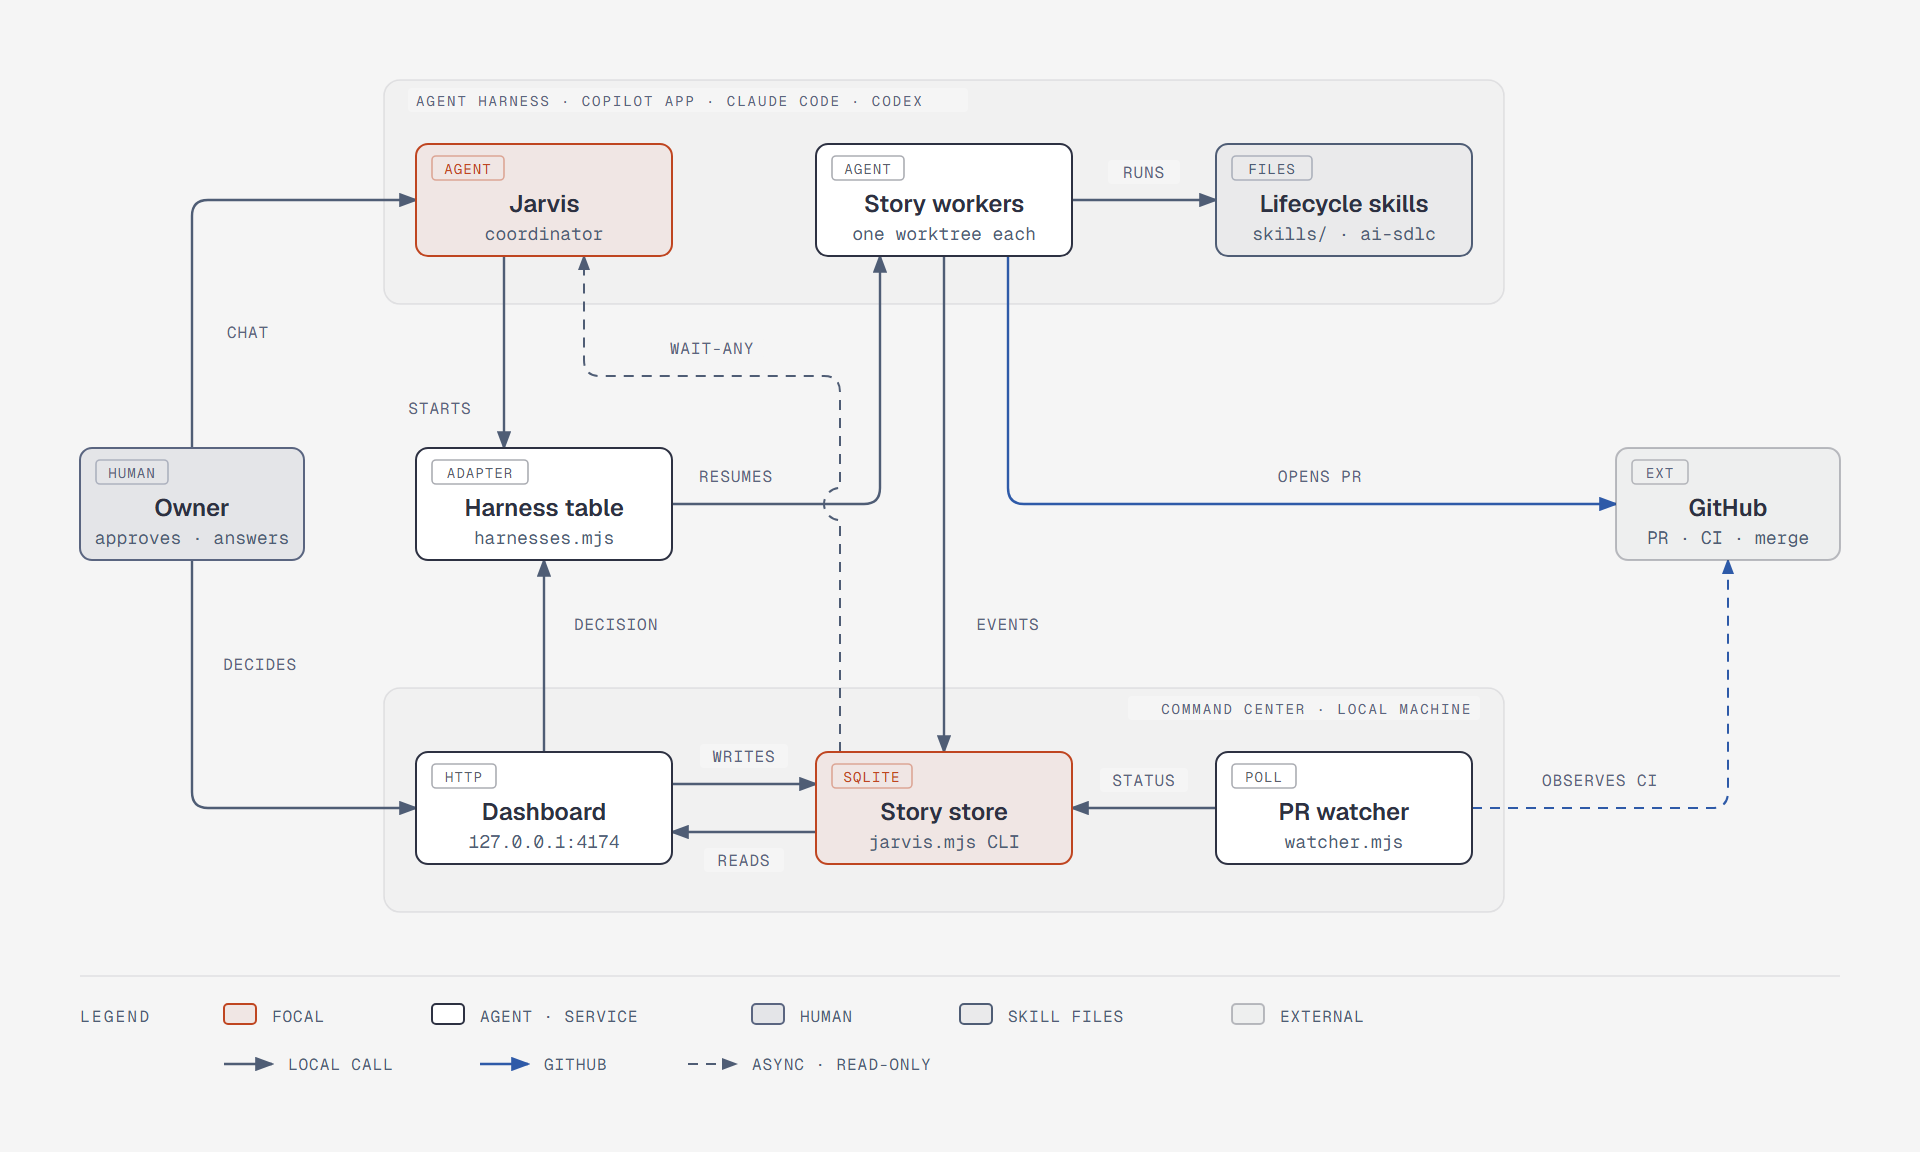 AGENT HARNESS · COPILOT APP · CLAUDE CODE · CODEX
AGENT
Jarvis
coordinator
AGENT
Story workers
one worktree each
RUNS
FILES
Lifecycle skills
skills/ · ai-sdlc
CHAT
WAIT-ANY
STARTS
HUMAN
Owner
approves · answers
ADAPTER
Harness table
harnesses.mjs
RESUMES
OPENS PR
EXT
GitHub
PR · CI · merge
DECISION
EVENTS
DECIDES
COMMAND CENTER · LOCAL MACHINE
HTTP
Dashboard
127.0.0.1:4174
WRITES
READS
SQLITE
Story store
jarvis.mjs CLI
STATUS
POLL
PR watcher
watcher.mjs
OBSERVES CI
LEGEND
FOCAL
AGENT · SERVICE
HUMAN
SKILL FILES
EXTERNAL
LOCAL CALL
GITHUB
ASYNC · READ-ONLY